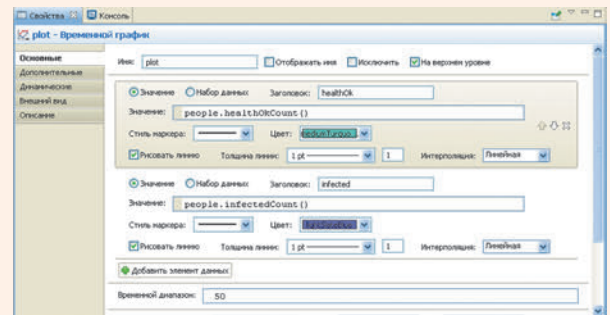 Свойства Консоль
plot - Временной график
Основные
Дополнительные
Динамические
Внешний вид
Описание
Имя: plot Отображать имя Исключить На верхнем уровне
Значение Набор данных Заголовок: healthOk
Значение: people.healthOkCount()
Стиль маркера: Цвет: mediumTurquo...
Рисовать линию Толщина линии: 1 pt 1 Интерполяция: Линейная
Значение Набор данных Заголовок: infected
Значение: people.infectedCount()
Стиль маркера: Цвет:
Рисовать линию Толщина линии: 1 pt 1 Интерполяция: Линейная
Добавить элемент данных
Временной диапазон: 50